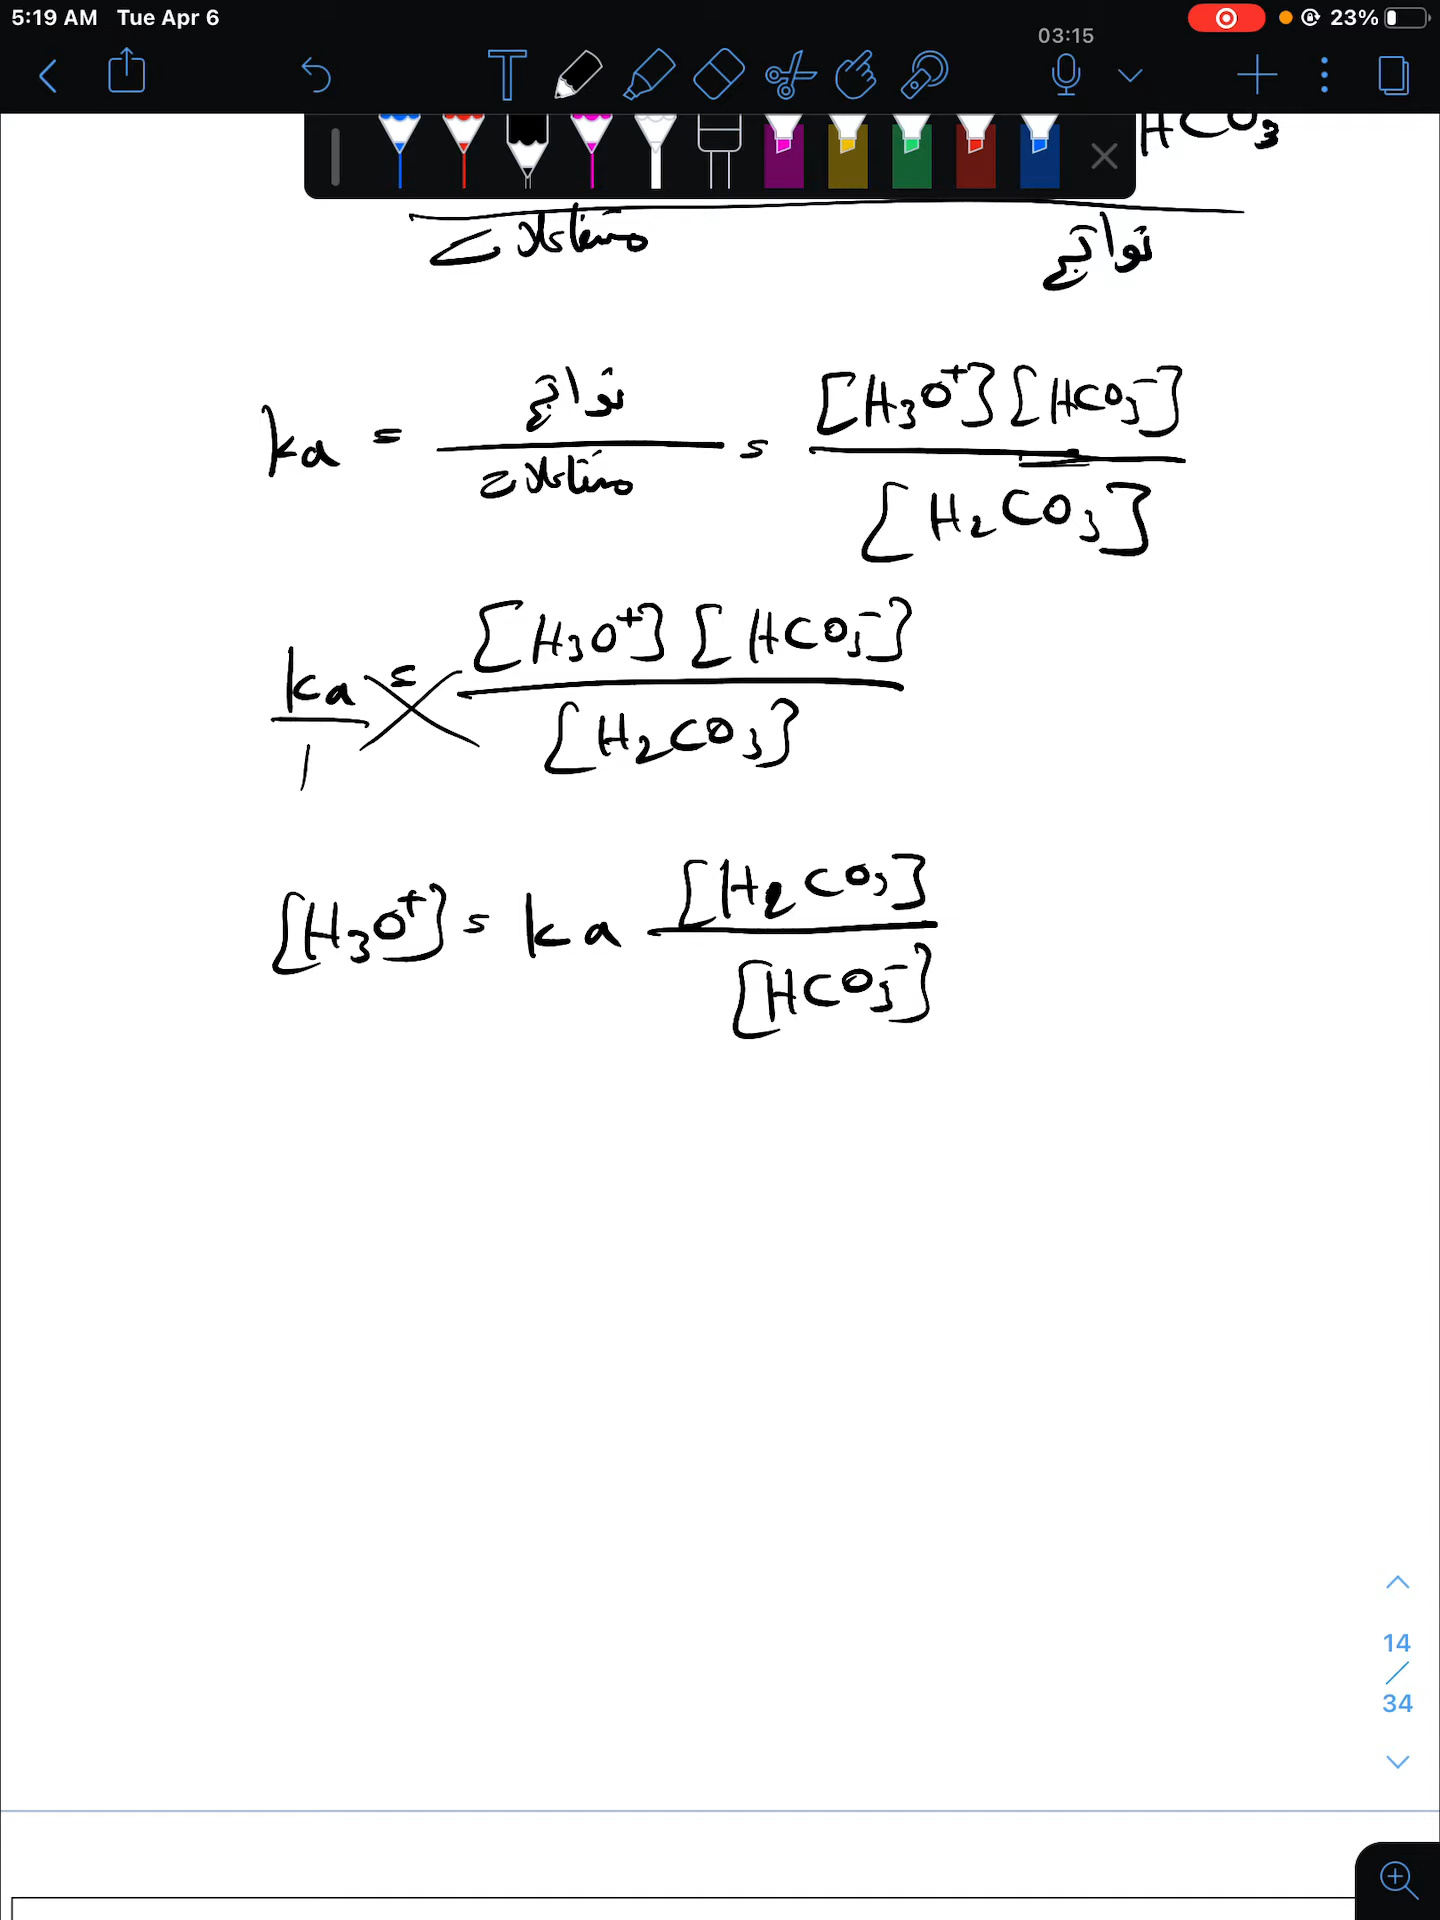 5:19 AM Tue Apr 6
23%
03:15
HCO3
متفاعلات نواتج
ka = نواتج / متفاعلات = [H3O+] [HCO3-] / [H2CO3]
ka / 1 = [H3O+] [HCO3-] / [H2CO3]
[H3O+] = ka [H2CO3] / [HCO3-]
14
/
34